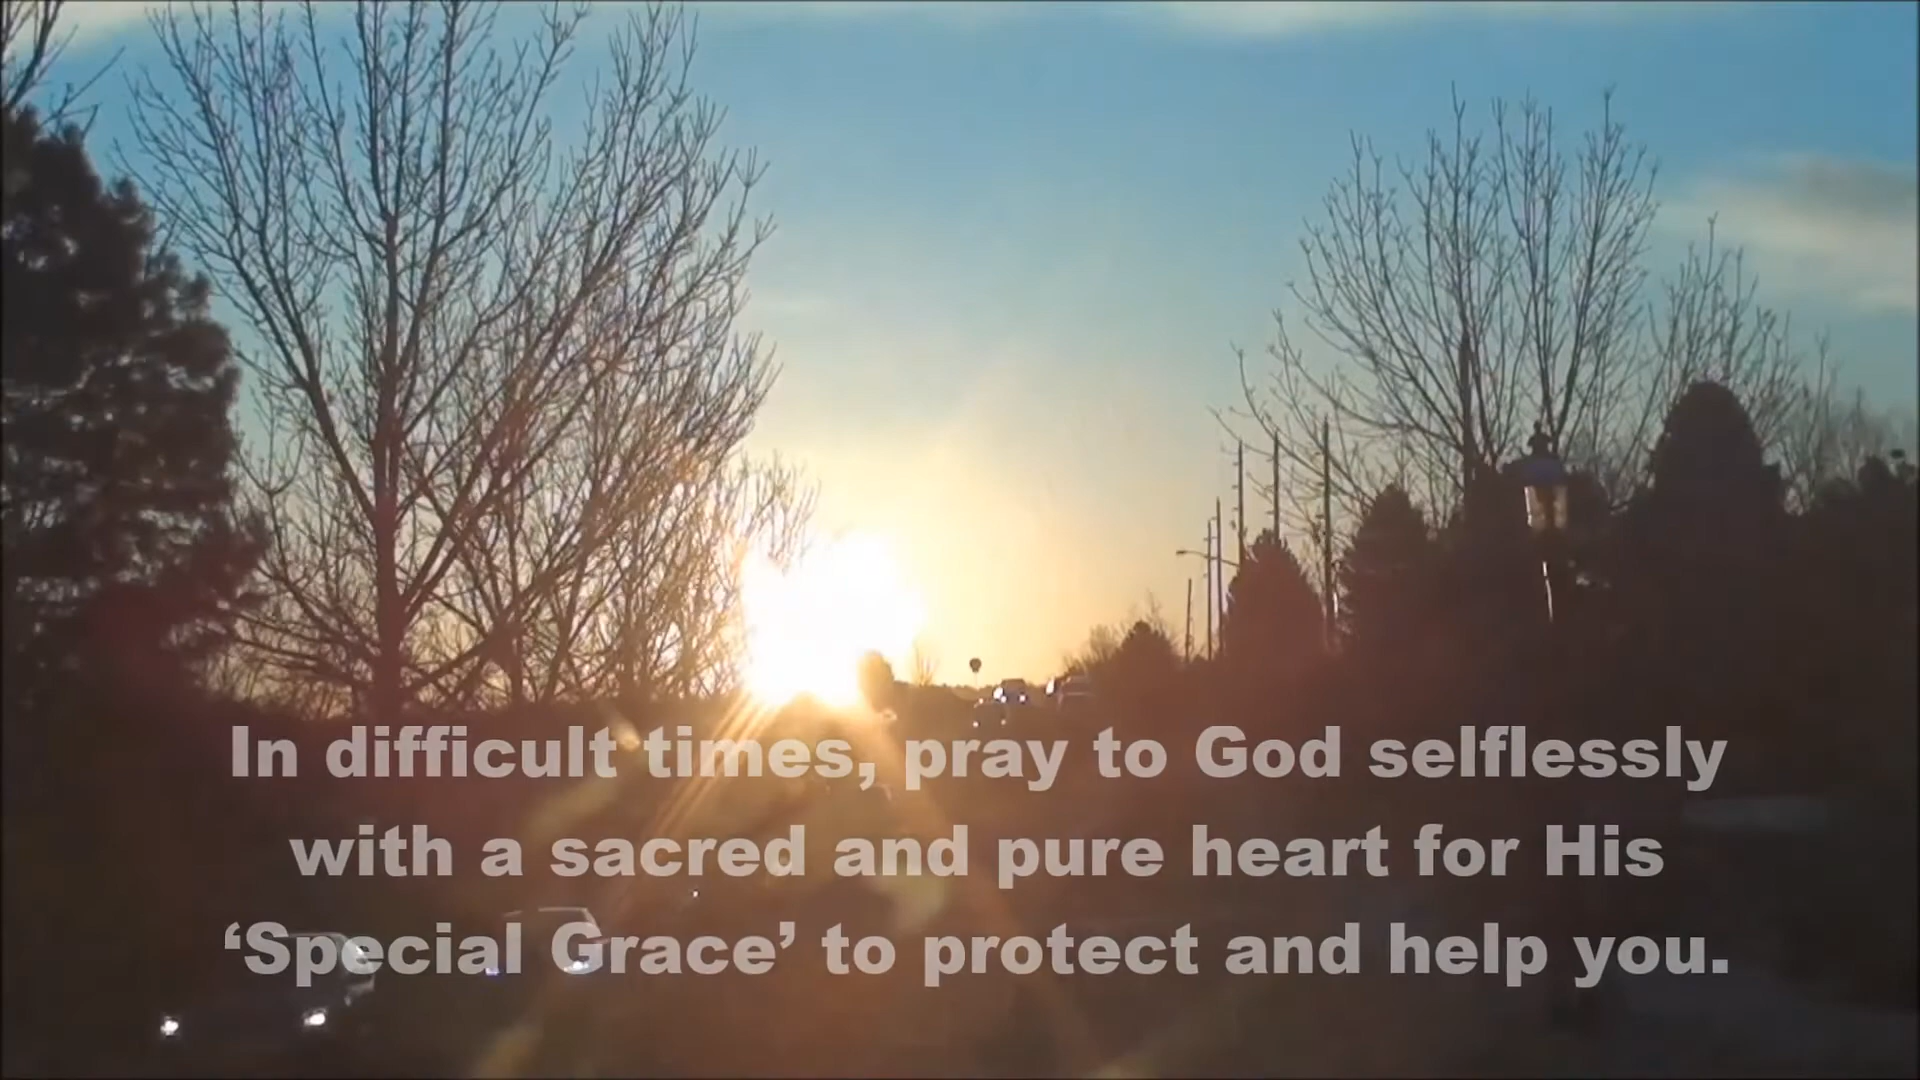 In difficult times, pray to God selflessly
with a sacred and pure heart for His
‘Special Grace’ to protect and help you.